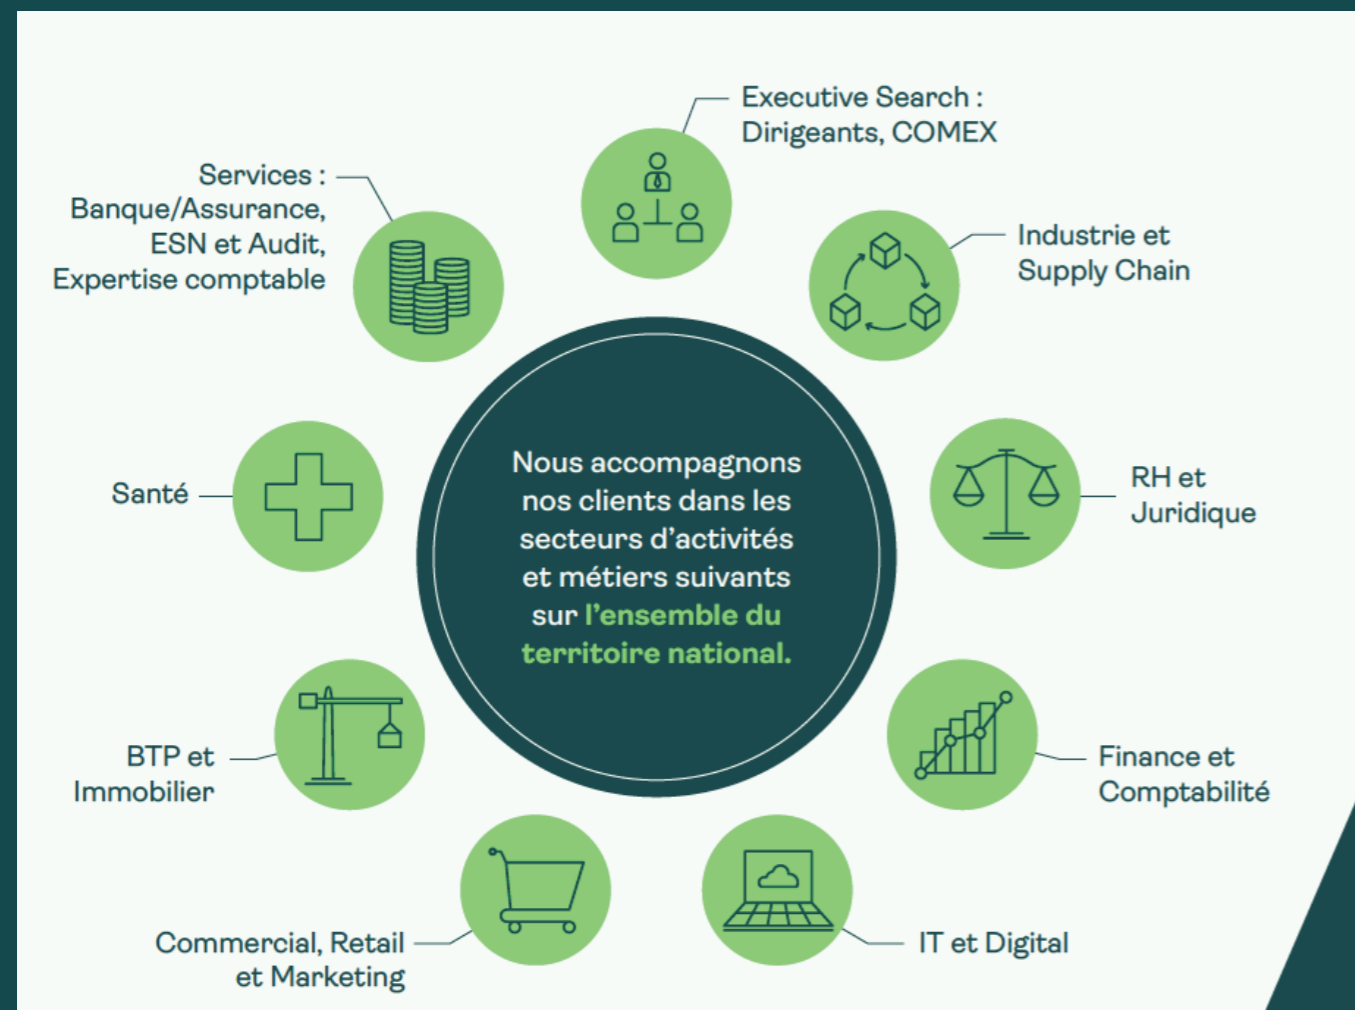 Executive Search :
Dirigeants, COMEX
Services :
Banque/Assurance,
ESN et Audit,
Expertise comptable
Industrie et
Supply Chain
Nous accompagnons
nos clients dans les
secteurs d’activités
et métiers suivants
sur l’ensemble du
territoire national.
Santé
RH et
Juridique
BTP et
Immobilier
Finance et
Comptabilité
Commercial, Retail
et Marketing
IT et Digital